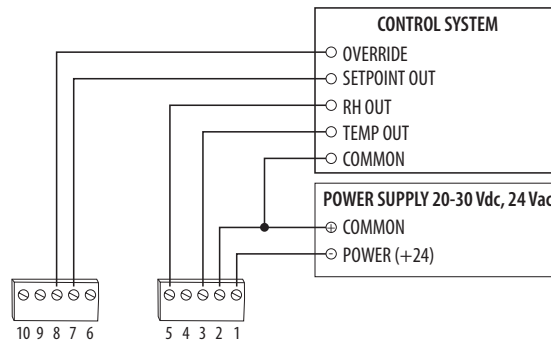 CONTROL SYSTEM
OVERRIDE
SETPOINT OUT
RH OUT
TEMP OUT
COMMON
POWER SUPPLY 20-30 Vdc, 24 Vac
COMMON
POWER (+24)
10 9 8 7 6
5 4 3 2 1